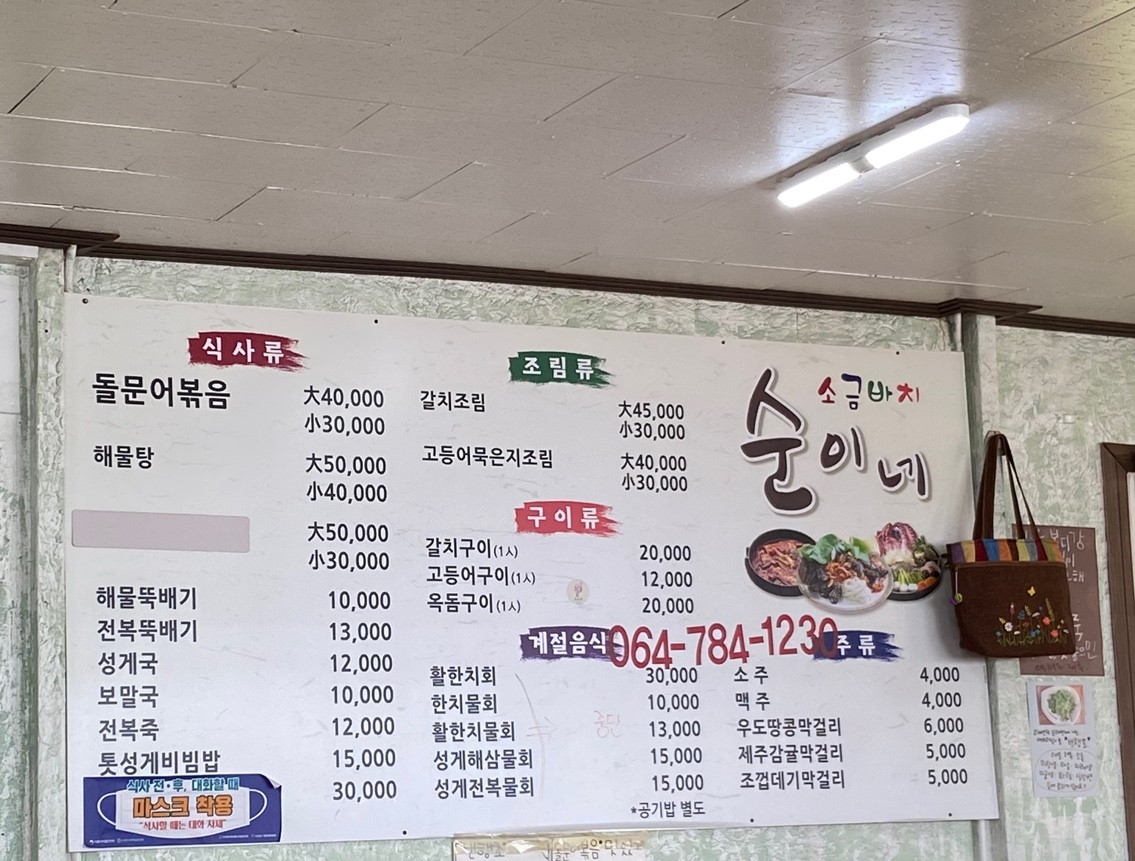 식사류
돌문어볶음 大40,000
小30,000
해물탕 大50,000
小40,000
大50,000
小30,000
해물뚝배기 10,000
전복뚝배기 13,000
성게국 12,000
보말국 10,000
전복죽 12,000
톳성게비빔밥 15,000
30,000
식사 전•후, 대화할 때
마스크 착용
"식사할 때는 대화 자제"
조림류
갈치조림 大45,000
小30,000
고등어묵은지조림 大40,000
小30,000
구이류
갈치구이(1人) 20,000
고등어구이(1人) 12,000
옥돔구이(1人) 20,000
계절음식
활한치회 30,000
한치물회 10,000
활한치물회 13,000
성게해삼물회 15,000
성게전복물회 15,000
중단
*공기밥 별도
소금바치
순이네
064-784-1230
주류
소주 4,000
맥주 4,000
우도땅콩막걸리 6,000
제주감귤막걸리 5,000
조껍데기막걸리 5,000